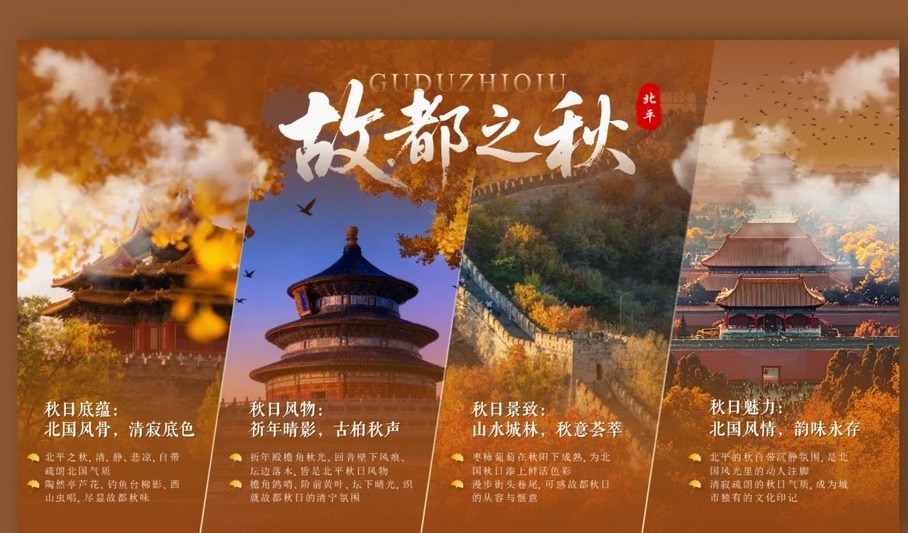 GUDUZHIQIU
故都之秋
北平
秋日底蕴：
北国风骨，清寂底色
北平之秋，清、静、悲凉，自带
疏朗北国气质
陶然亭芦花、钓鱼台柳影、西
山虫唱，尽显故都秋味
秋日风物：
祈年晴影，古柏秋声
祈年殿檐角秋光、回音壁下风痕、
坛边落木，皆是北平秋日风物
檐角鸽哨、阶前黄叶、坛下晴光，织
就故都秋日的清宁氛围
秋日景致：
山水城林，秋意荟萃
枣柿葡萄在秋阳下成熟，为北
国秋日添上鲜活色彩
漫步街头巷尾，可感故都秋日
的从容与惬意
秋日魅力：
北国风情，韵味永存
北平的秋自带沉静氛围，是北
国风光里的动人注脚
清寂疏朗的秋日气质，成为城
市独有的文化印记